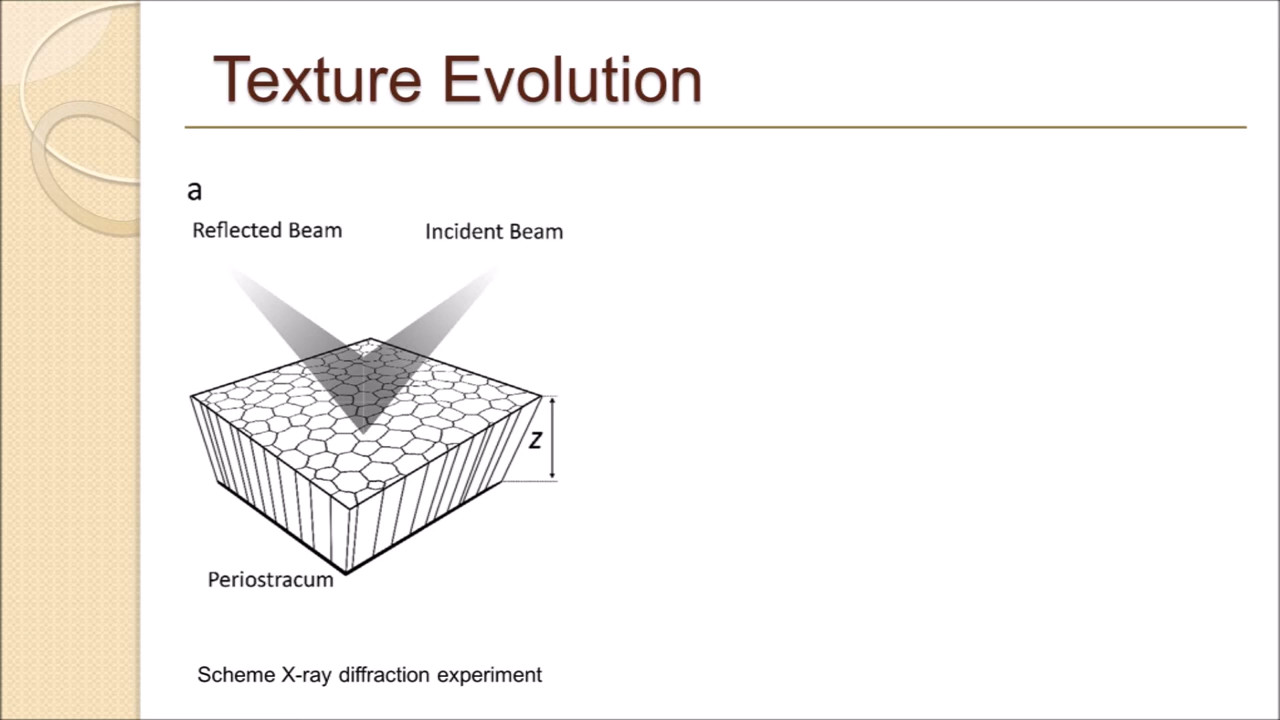 Texture Evolution
a
Reflected Beam
Incident Beam
Z
Periostracum
Scheme X-ray diffraction experiment